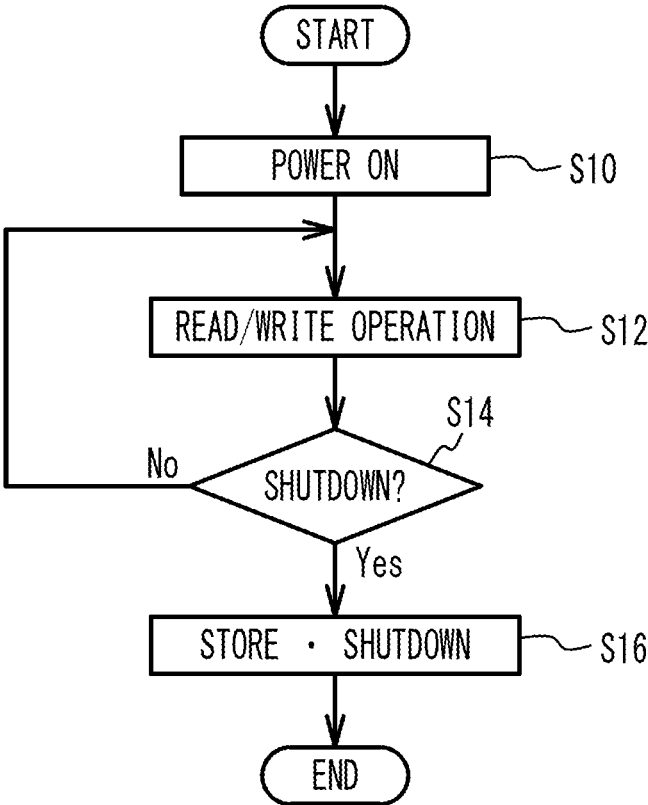 START
POWER ON
S10
READ/WRITE OPERATION
S12
S14
No
SHUTDOWN?
Yes
STORE · SHUTDOWN
S16
END